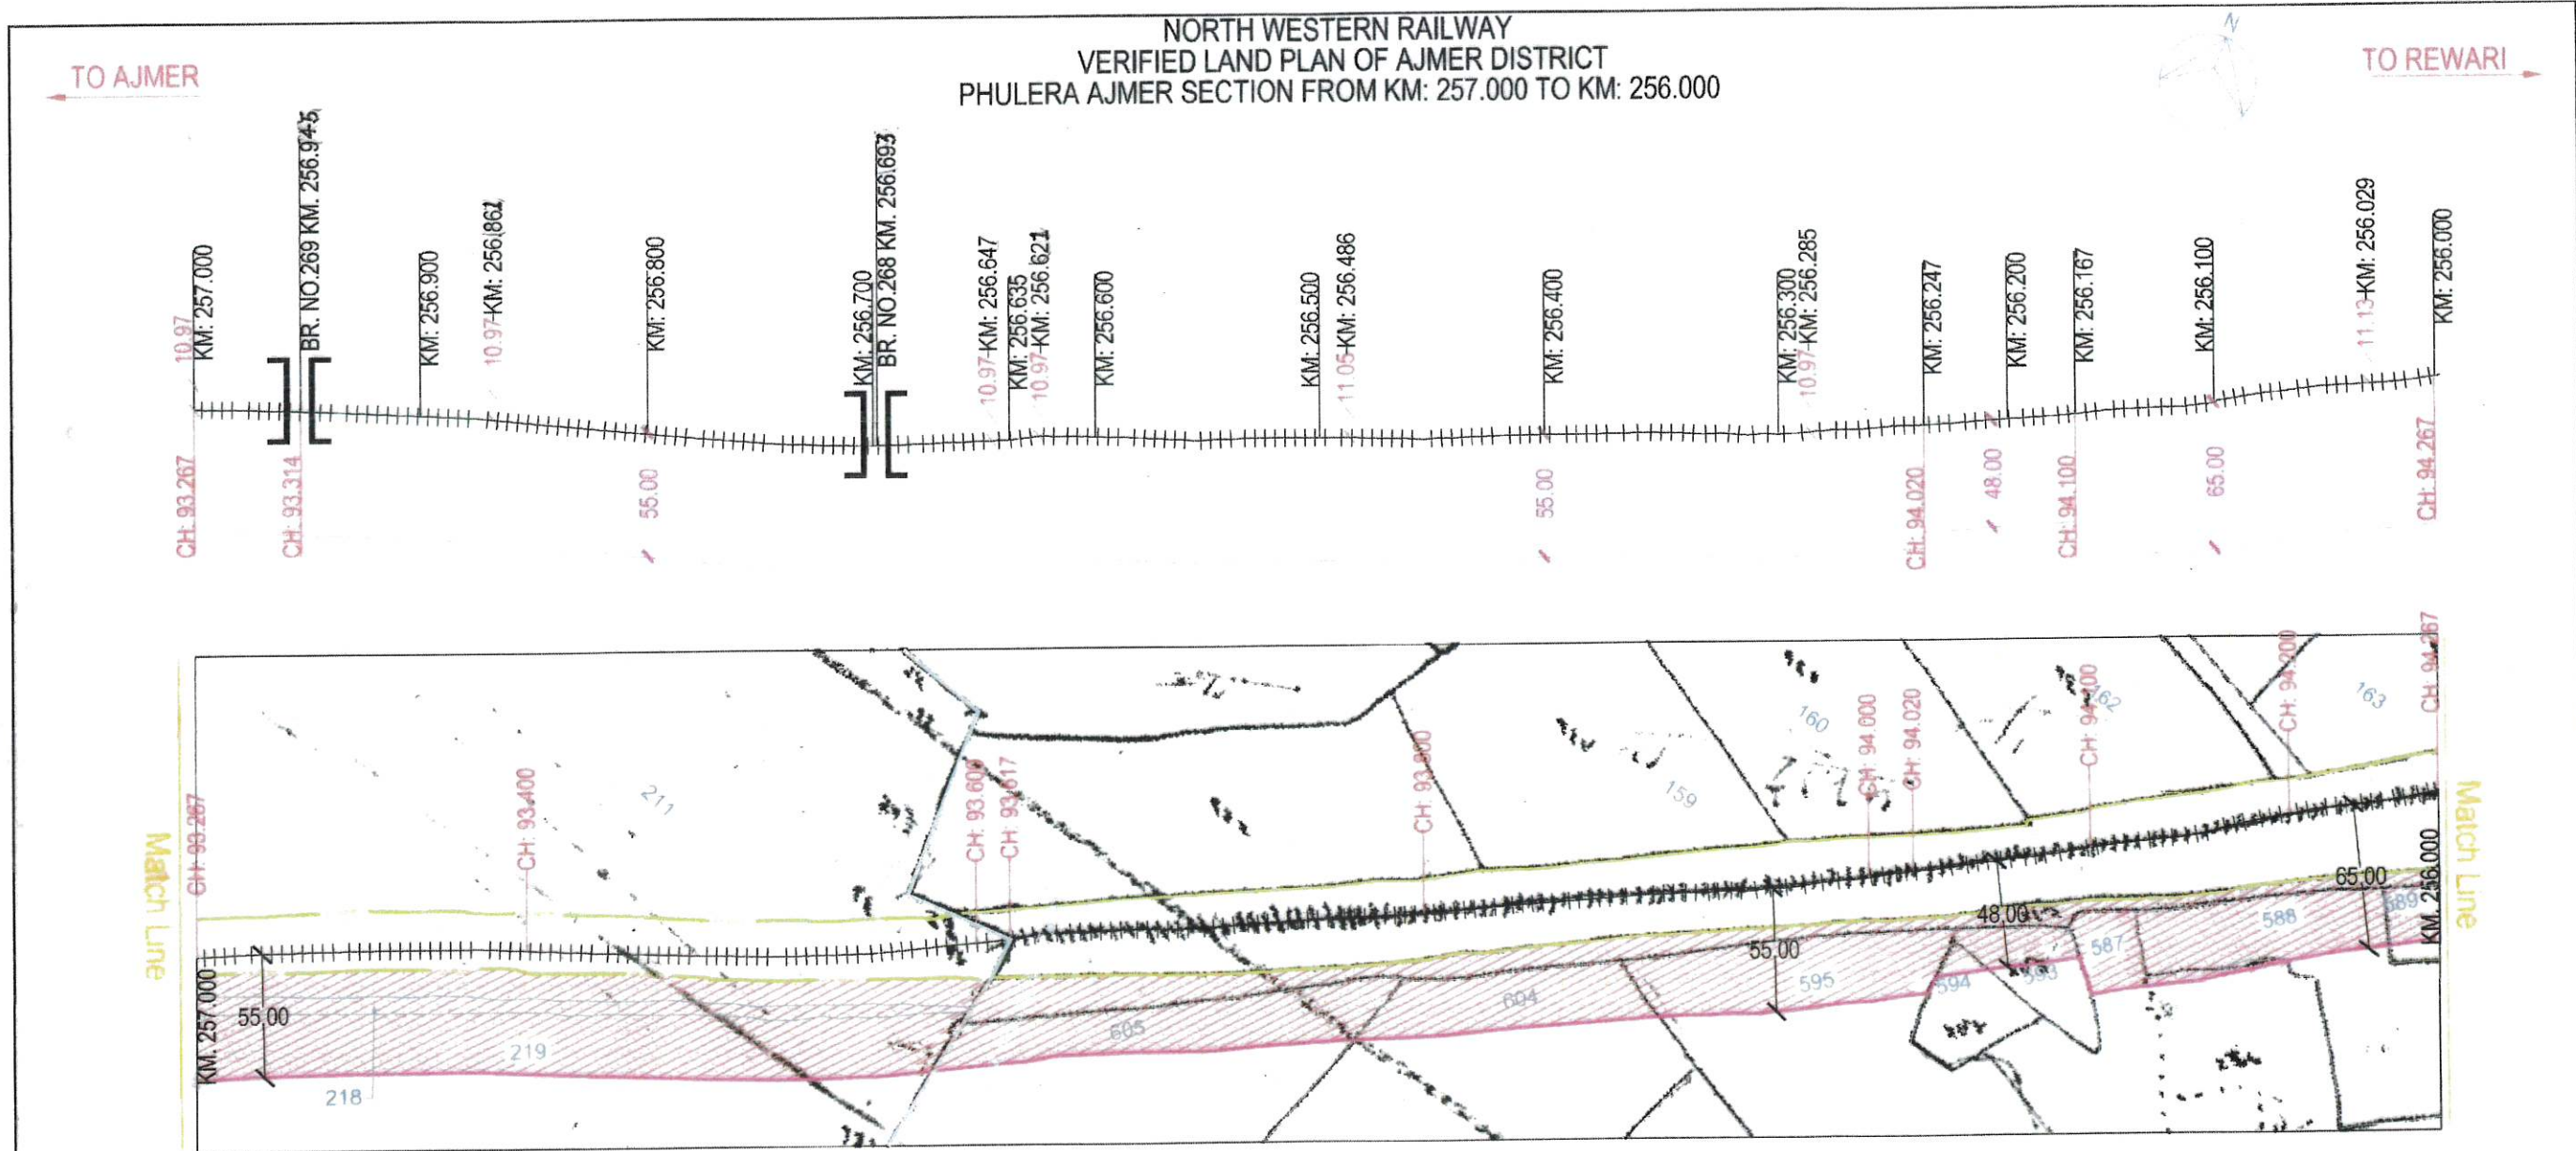 NORTH WESTERN RAILWAY
VERIFIED LAND PLAN OF AJMER DISTRICT
PHULERA AJMER SECTION FROM KM: 257.000 TO KM: 256.000
TO AJMER
N
TO REWARI
10.97
KM: 257.000
BR. NO.269 KM. 256.945
KM: 256.900
10.97 KM: 256.861
KM: 256.800
KM: 256.700
BR. NO.268 KM. 256.693
10.97 KM: 256.647
KM: 256.635
10.97 KM: 256.621
KM: 256.600
KM: 256.500
11.05 KM: 256.486
KM: 256.400
KM: 256.300
10.97 KM: 256.285
KM: 256.247
KM: 256.200
KM: 256.167
KM: 256.100
11.13 KM: 256.029
KM: 256.000
CH: 93.267
CH: 93.314
55.00
55.00
CH: 94.020
48.00
CH: 94.100
65.00
CH: 94.267
Match Line
CH: 93.267
CH: 93.400
211
CH: 93.600
CH: 93.617
CH: 93.800
159
160
CH: 94.000
CH: 94.020
162
CH: 94.100
CH: 94.200
163
CH: 94.267
Match Line
KM. 257.000
55.00
218
219
605
604
55.00
595
48.00
594
593
587
588
65.00
589
KM. 256.000